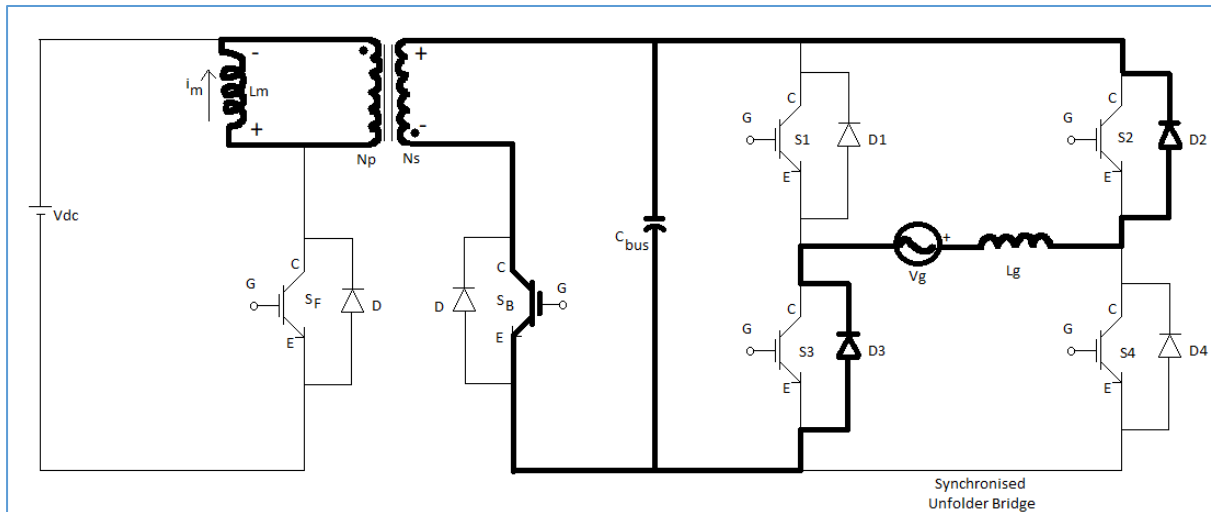 -
i m
Lm
+
Np
Ns
+
-
Vdc
G
C
S F
E
D
D
C
S B
E
G
C bus
G
C
S1
E
D1
G
C
S2
E
D2
Vg
+
Lg
G
C
S3
E
D3
G
C
S4
E
D4
Synchronised
Unfolder Bridge